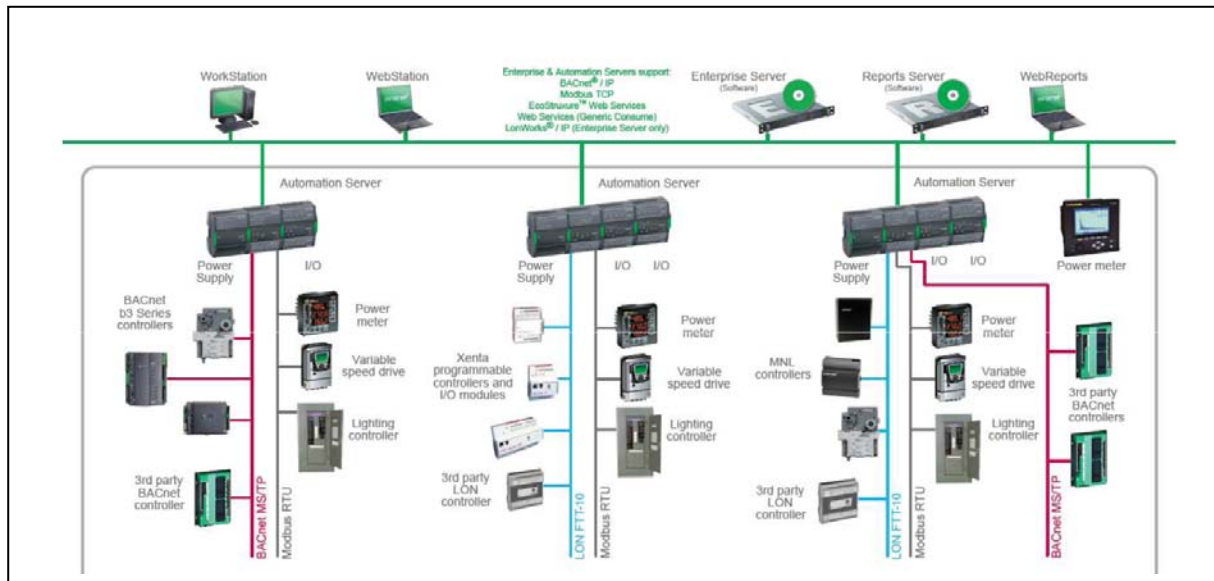 WorkStation
WebStation
Enterprise & Automation Servers support:
BACnet® / IP
Modbus TCP
EcoStruxure™ Web Services
Web Services (Generic Consume)
LonWorks® / IP (Enterprise Server only)
Enterprise Server
(Software)
Reports Server
(Software)
WebReports
Automation Server
Automation Server
Automation Server
Power
Supply
I/O
Power
Supply
I/O
I/O
Power
Supply
I/O
I/O
Power meter
BACnet
b3 Series
controllers
Power
meter
Variable
speed drive
Lighting
controller
3rd party
BACnet
controller
BACnet MS/TP
Modbus RTU
Xenta
programmable
controllers and
I/O modules
Power
meter
Variable
speed drive
Lighting
controller
3rd party
LON
controller
LON FTT-10
Modbus RTU
MNL
controllers
Power
meter
Variable
speed drive
Lighting
controller
3rd party
LON
controller
3rd party
BACnet
controllers
LON FTT-10
Modbus RTU
BACnet MS/TP